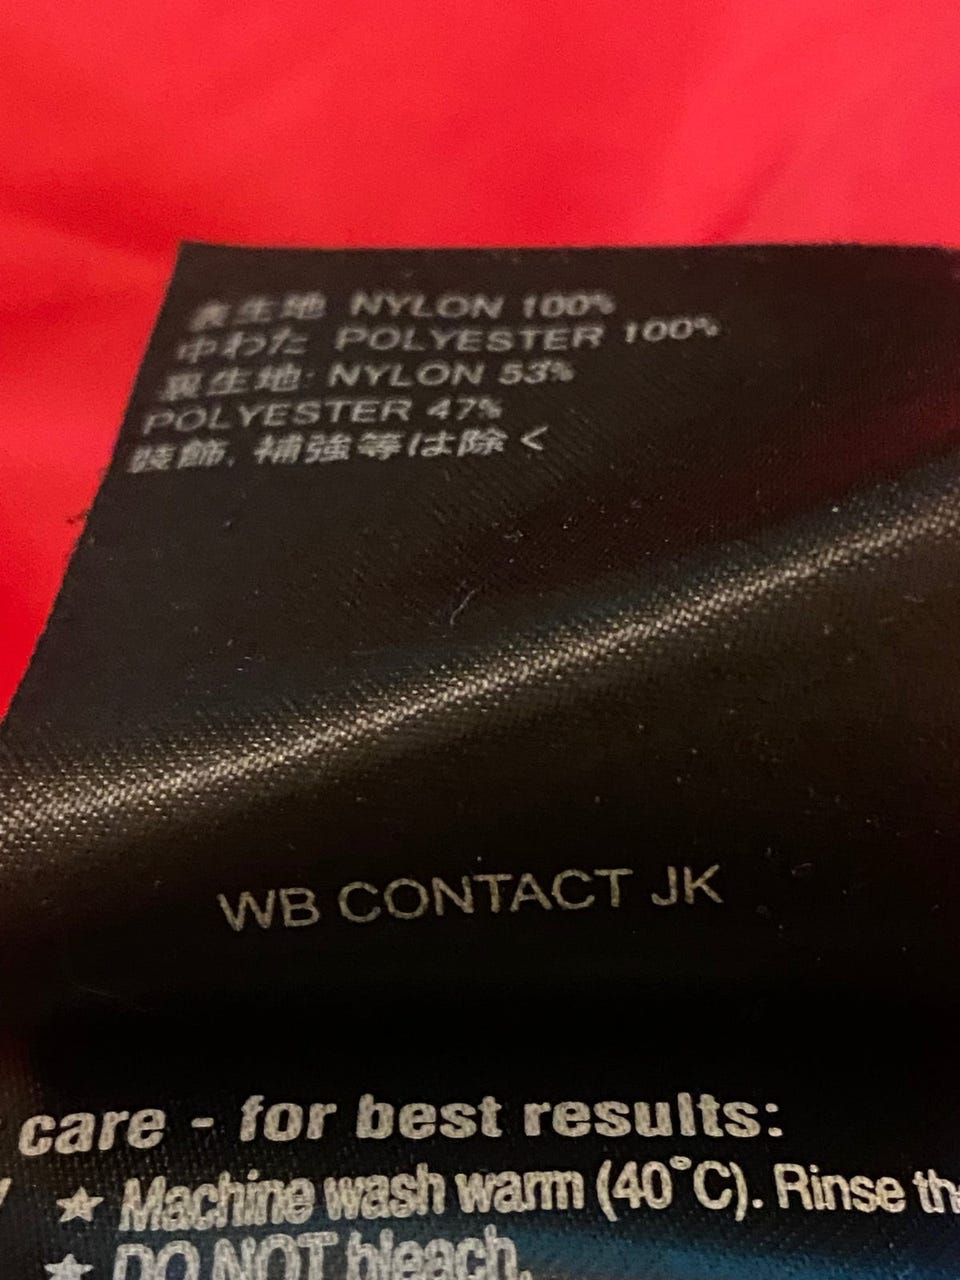 表生地 NYLON 100%
中わた POLYESTER 100%
裏生地: NYLON 53%
POLYESTER 47%
装飾, 補強等は除く
WB CONTACT JK
care - for best results:
★ Machine wash warm (40°C). Rinse
★ DO NOT bleach.